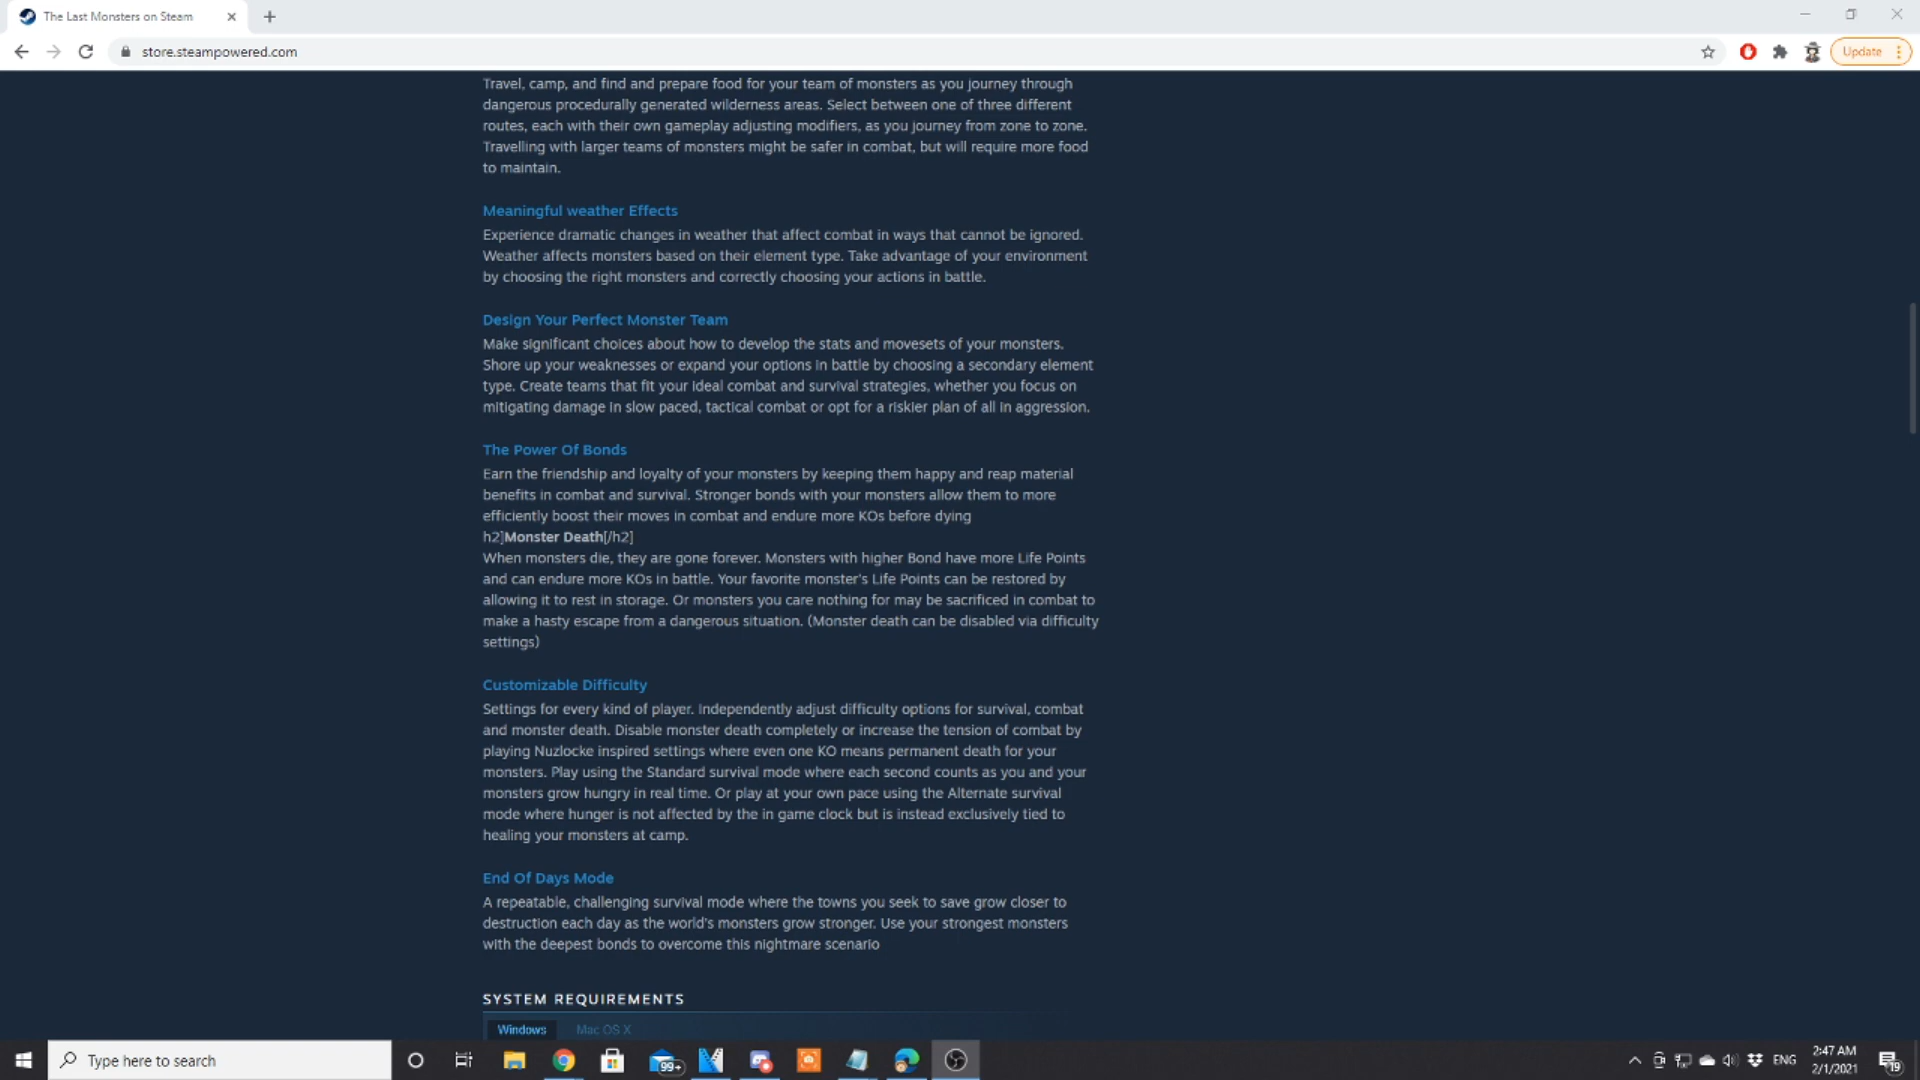 The Last Monsters on Steam
store.steampowered.com
Update
Travel, camp, and find and prepare food for your team of monsters as you journey through
dangerous procedurally generated wilderness areas. Select between one of three different
routes, each with their own gameplay adjusting modifiers, as you journey from zone to zone.
Travelling with larger teams of monsters might be safer in combat, but will require more food
to maintain.
Meaningful weather Effects
Experience dramatic changes in weather that affect combat in ways that cannot be ignored.
Weather affects monsters based on their element type. Take advantage of your environment
by choosing the right monsters and correctly choosing your actions in battle.
Design Your Perfect Monster Team
Make significant choices about how to develop the stats and movesets of your monsters.
Shore up your weaknesses or expand your options in battle by choosing a secondary element
type. Create teams that fit your ideal combat and survival strategies, whether you focus on
mitigating damage in slow paced, tactical combat or opt for a riskier plan of all in aggression.
The Power Of Bonds
Earn the friendship and loyalty of your monsters by keeping them happy and reap material
benefits in combat and survival. Stronger bonds with your monsters allow them to more
efficiently boost their moves in combat and endure more KOs before dying
h2]Monster Death[/h2]
When monsters die, they are gone forever. Monsters with higher Bond have more Life Points
and can endure more KOs in battle. Your favorite monster's Life Points can be restored by
allowing it to rest in storage. Or monsters you care nothing for may be sacrificed in combat to
make a hasty escape from a dangerous situation. (Monster death can be disabled via difficulty
settings)
Customizable Difficulty
Settings for every kind of player. Independently adjust difficulty options for survival, combat
and monster death. Disable monster death completely or increase the tension of combat by
playing Nuzlocke inspired settings where even one KO means permanent death for your
monsters. Play using the Standard survival mode where each second counts as you and your
monsters grow hungry in real time. Or play at your own pace using the Alternate survival
mode where hunger is not affected by the in game clock but is instead exclusively tied to
healing your monsters at camp.
End Of Days Mode
A repeatable, challenging survival mode where the towns you seek to save grow closer to
destruction each day as the world's monsters grow stronger. Use your strongest monsters
with the deepest bonds to overcome this nightmare scenario
SYSTEM REQUIREMENTS
Windows Mac OS X
Type here to search
99+
ENG
2:47 AM
2/1/2021
19